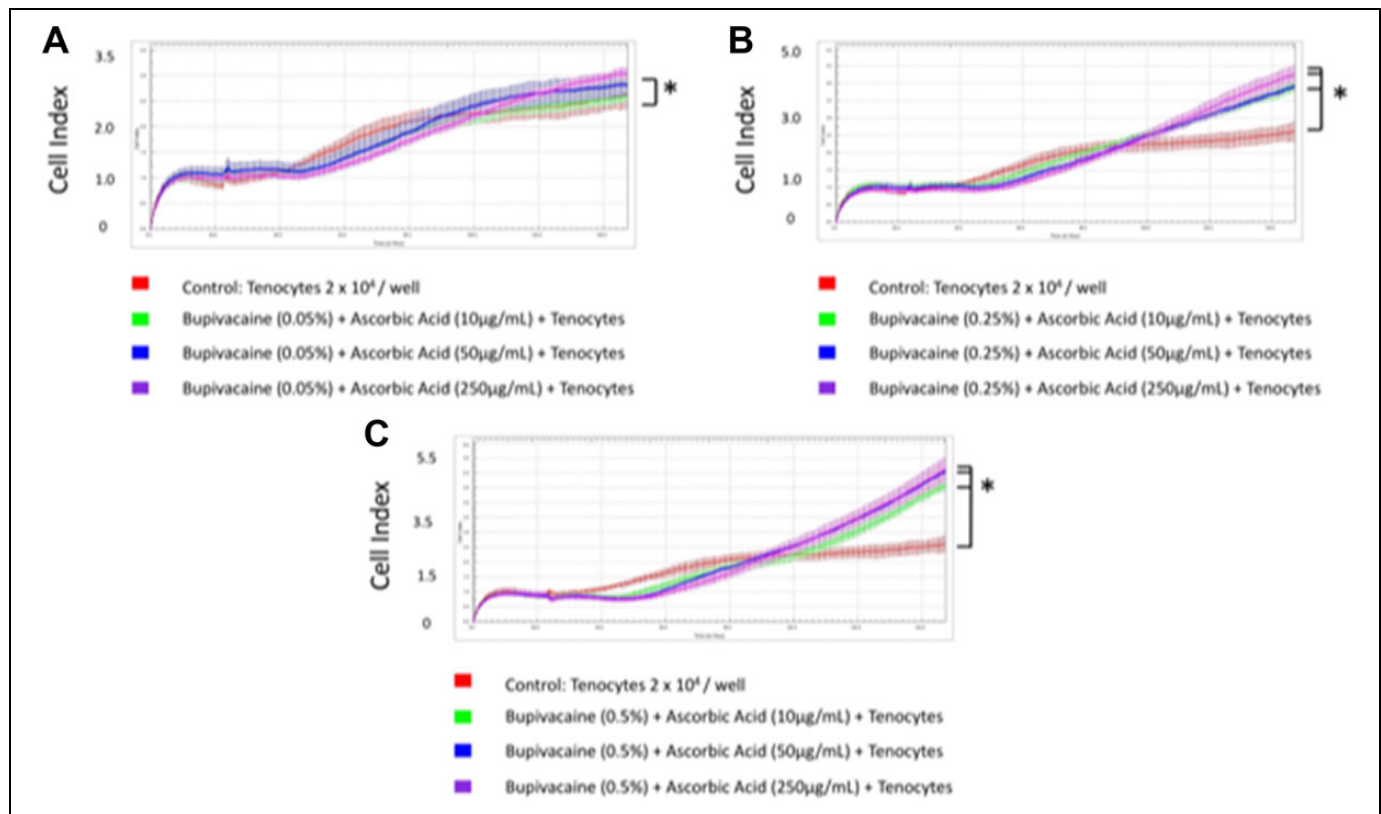 A
3.5
2.0
1.0
0
Cell Index
*
Control: Tenocytes 2 x 10⁴ / well
Bupivacaine (0.05%) + Ascorbic Acid (10µg/mL) + Tenocytes
Bupivacaine (0.05%) + Ascorbic Acid (50µg/mL) + Tenocytes
Bupivacaine (0.05%) + Ascorbic Acid (250µg/mL) + Tenocytes
B
5.0
3.0
1.0
0
Cell Index
*
Control: Tenocytes 2 x 10⁴ / well
Bupivacaine (0.25%) + Ascorbic Acid (10µg/mL) + Tenocytes
Bupivacaine (0.25%) + Ascorbic Acid (50µg/mL) + Tenocytes
Bupivacaine (0.25%) + Ascorbic Acid (250µg/mL) + Tenocytes
C
5.5
3.5
1.5
0
Cell Index
*
Control: Tenocytes 2 x 10⁴ / well
Bupivacaine (0.5%) + Ascorbic Acid (10µg/mL) + Tenocytes
Bupivacaine (0.5%) + Ascorbic Acid (50µg/mL) + Tenocytes
Bupivacaine (0.5%) + Ascorbic Acid (250µg/mL) + Tenocytes